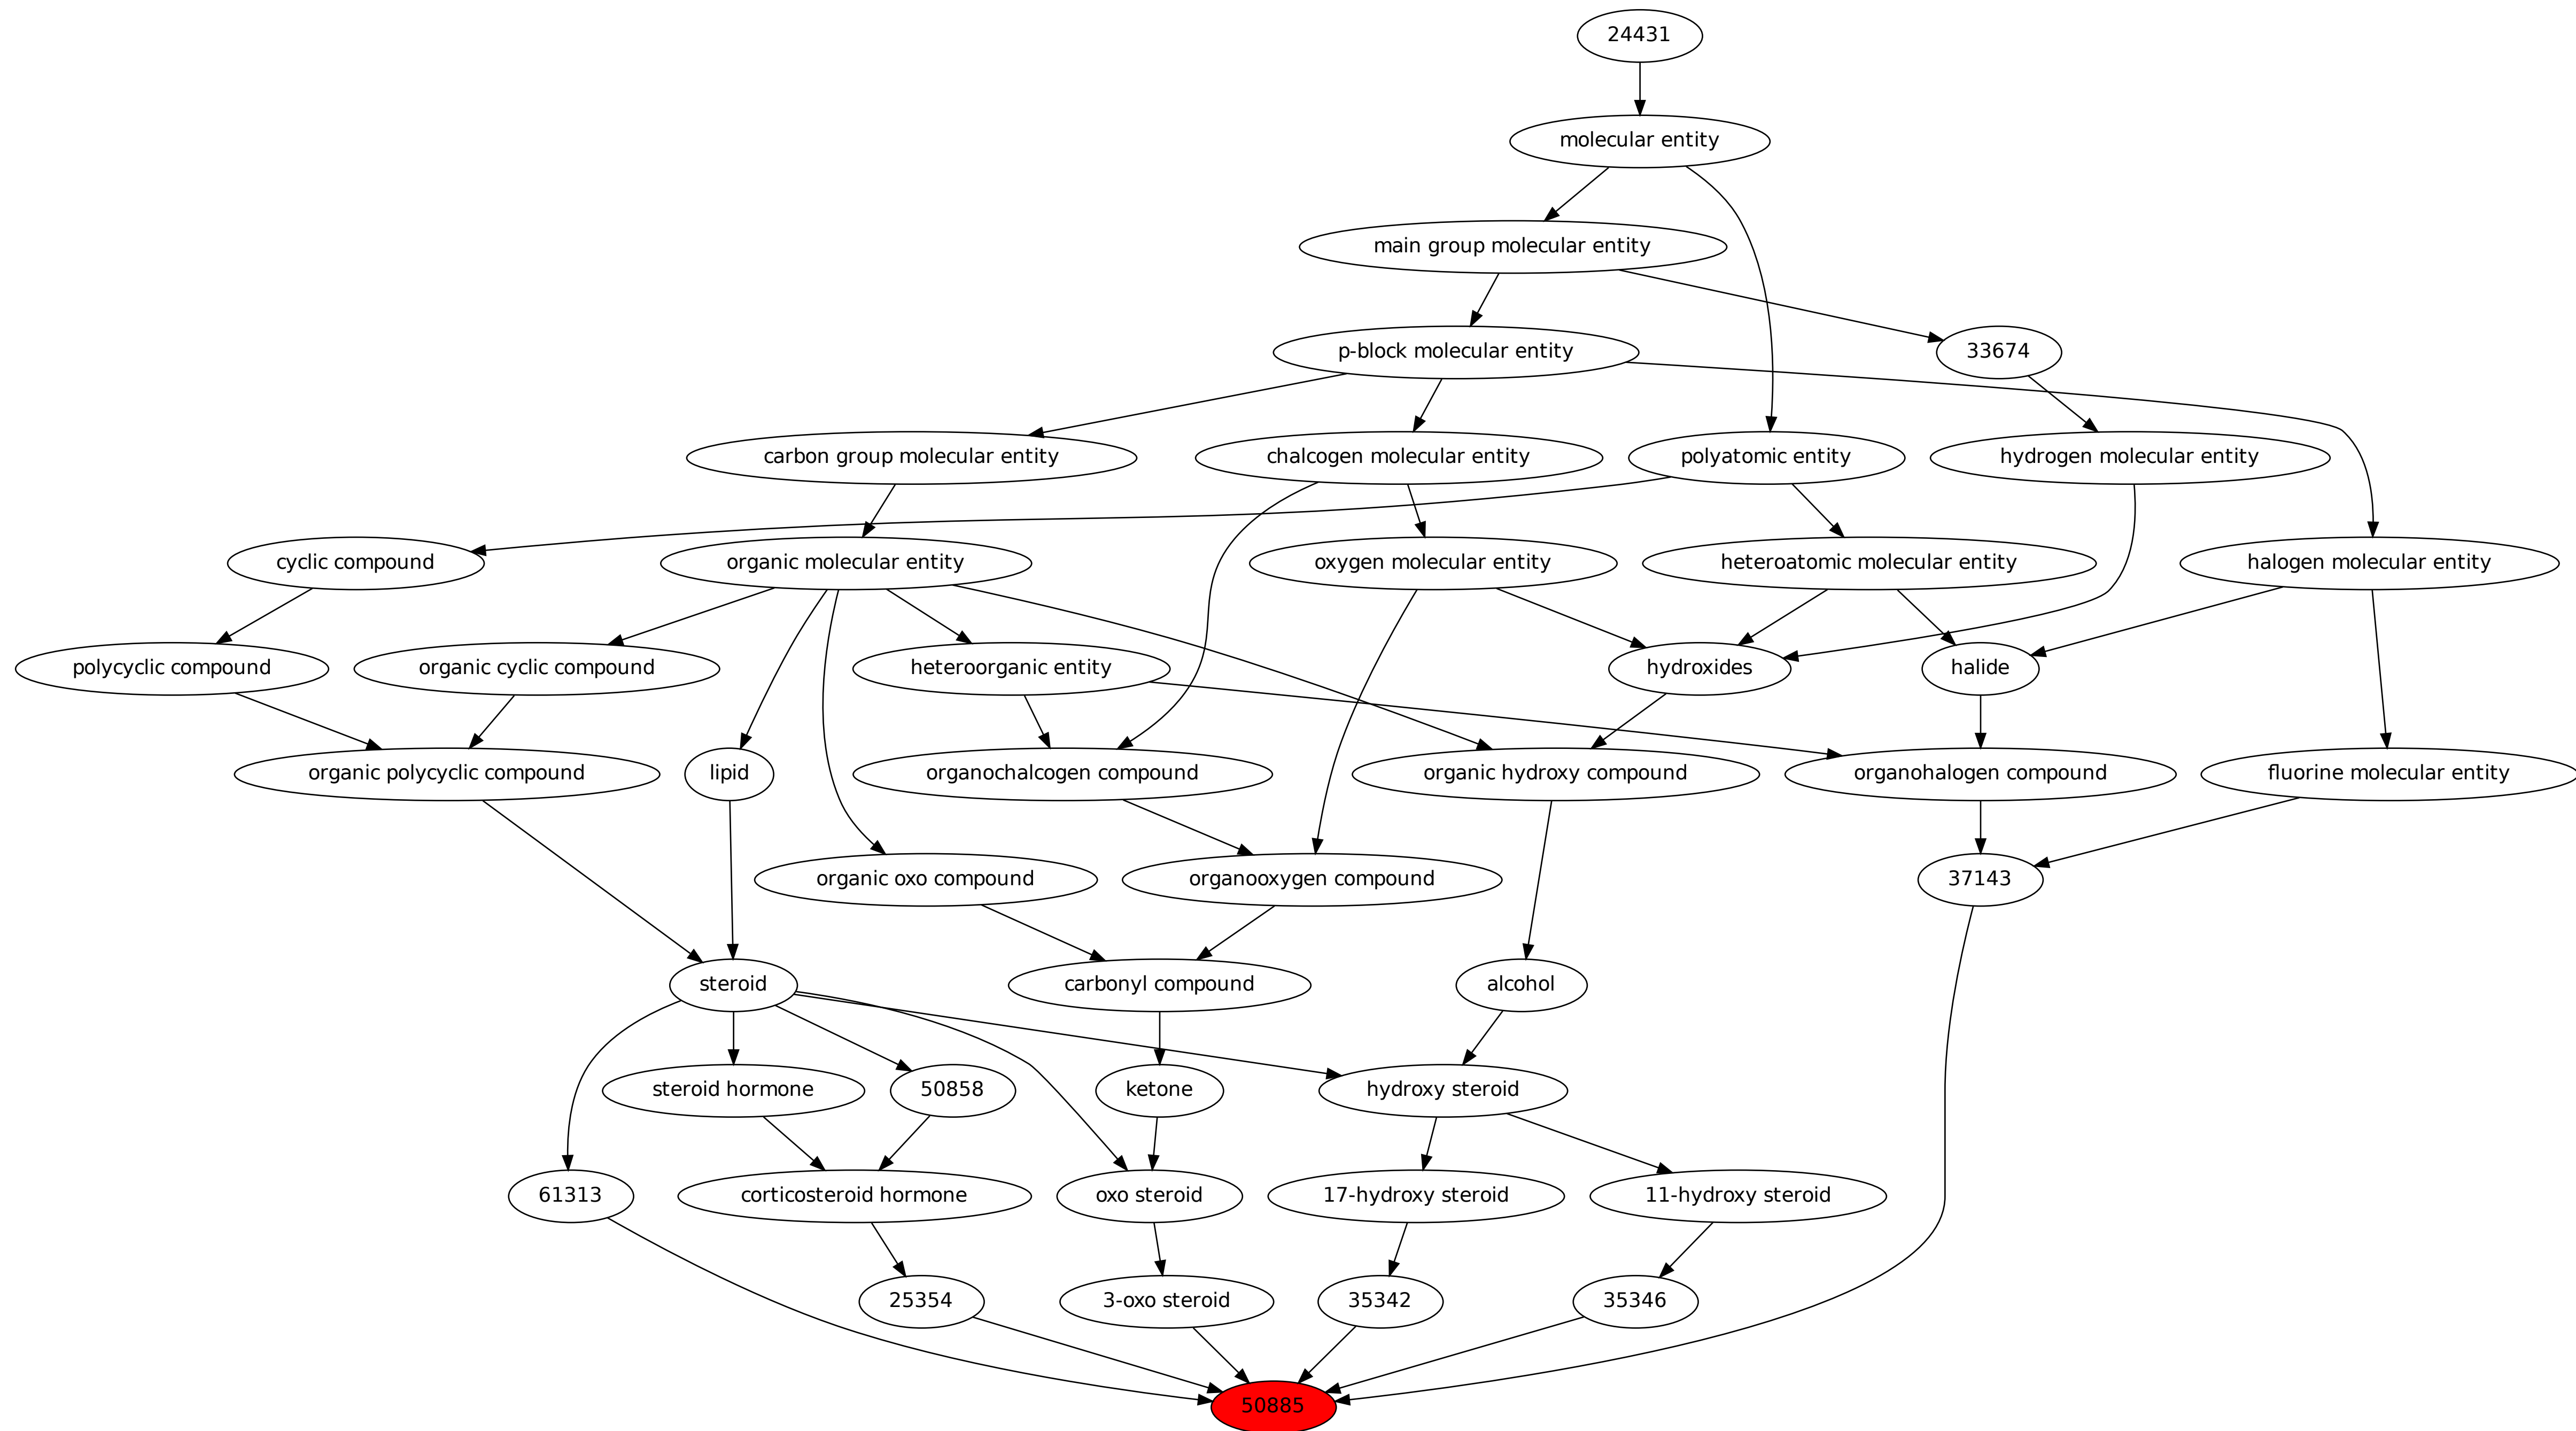 24431
molecular entity
main group molecular entity
p-block molecular entity
33674
carbon group molecular entity
chalcogen molecular entity
polyatomic entity
hydrogen molecular entity
cyclic compound
organic molecular entity
oxygen molecular entity
heteroatomic molecular entity
halogen molecular entity
polycyclic compound
organic cyclic compound
heteroorganic entity
hydroxides
halide
organic polycyclic compound
lipid
organochalcogen compound
organic hydroxy compound
organohalogen compound
fluorine molecular entity
organic oxo compound
organooxygen compound
37143
steroid
carbonyl compound
alcohol
steroid hormone
50858
ketone
hydroxy steroid
61313
corticosteroid hormone
oxo steroid
17-hydroxy steroid
11-hydroxy steroid
25354
3-oxo steroid
35342
35346
50885